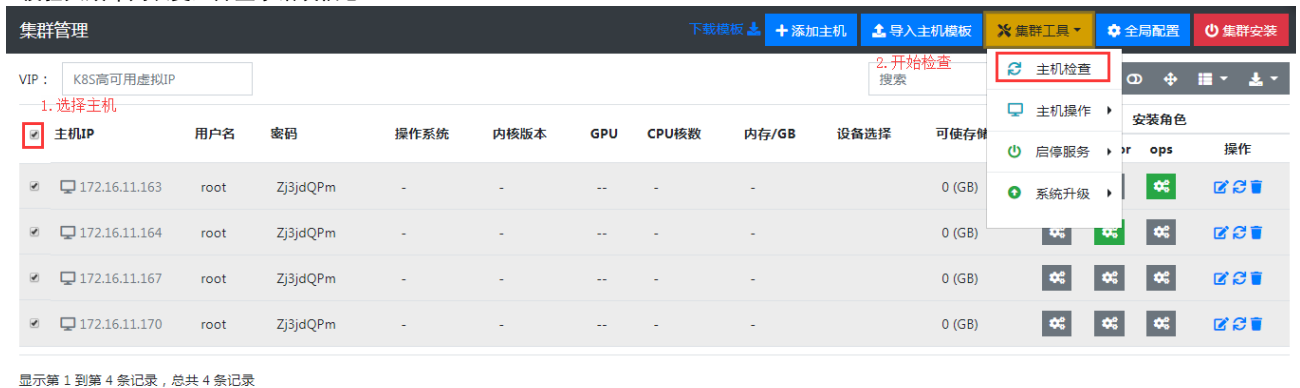 集群管理
下载模板 添加主机 导入主机模板 集群工具 全局配置 集群安装
VIP： K8S高可用虚拟IP
2.开始检查
搜索
主机检查
1.选择主机
主机操作
安装角色
主机IP 用户名 密码 操作系统 内核版本 GPU CPU核数 内存/GB 设备选择 可使存储
启停服务
or ops 操作
172.16.11.163 root Zj3jdQPm - - -- - - 0 (GB)
系统升级
172.16.11.164 root Zj3jdQPm - - -- - - 0 (GB)
172.16.11.167 root Zj3jdQPm - - -- - - 0 (GB)
172.16.11.170 root Zj3jdQPm - - -- - - 0 (GB)
显示第 1 到第 4 条记录，总共 4 条记录